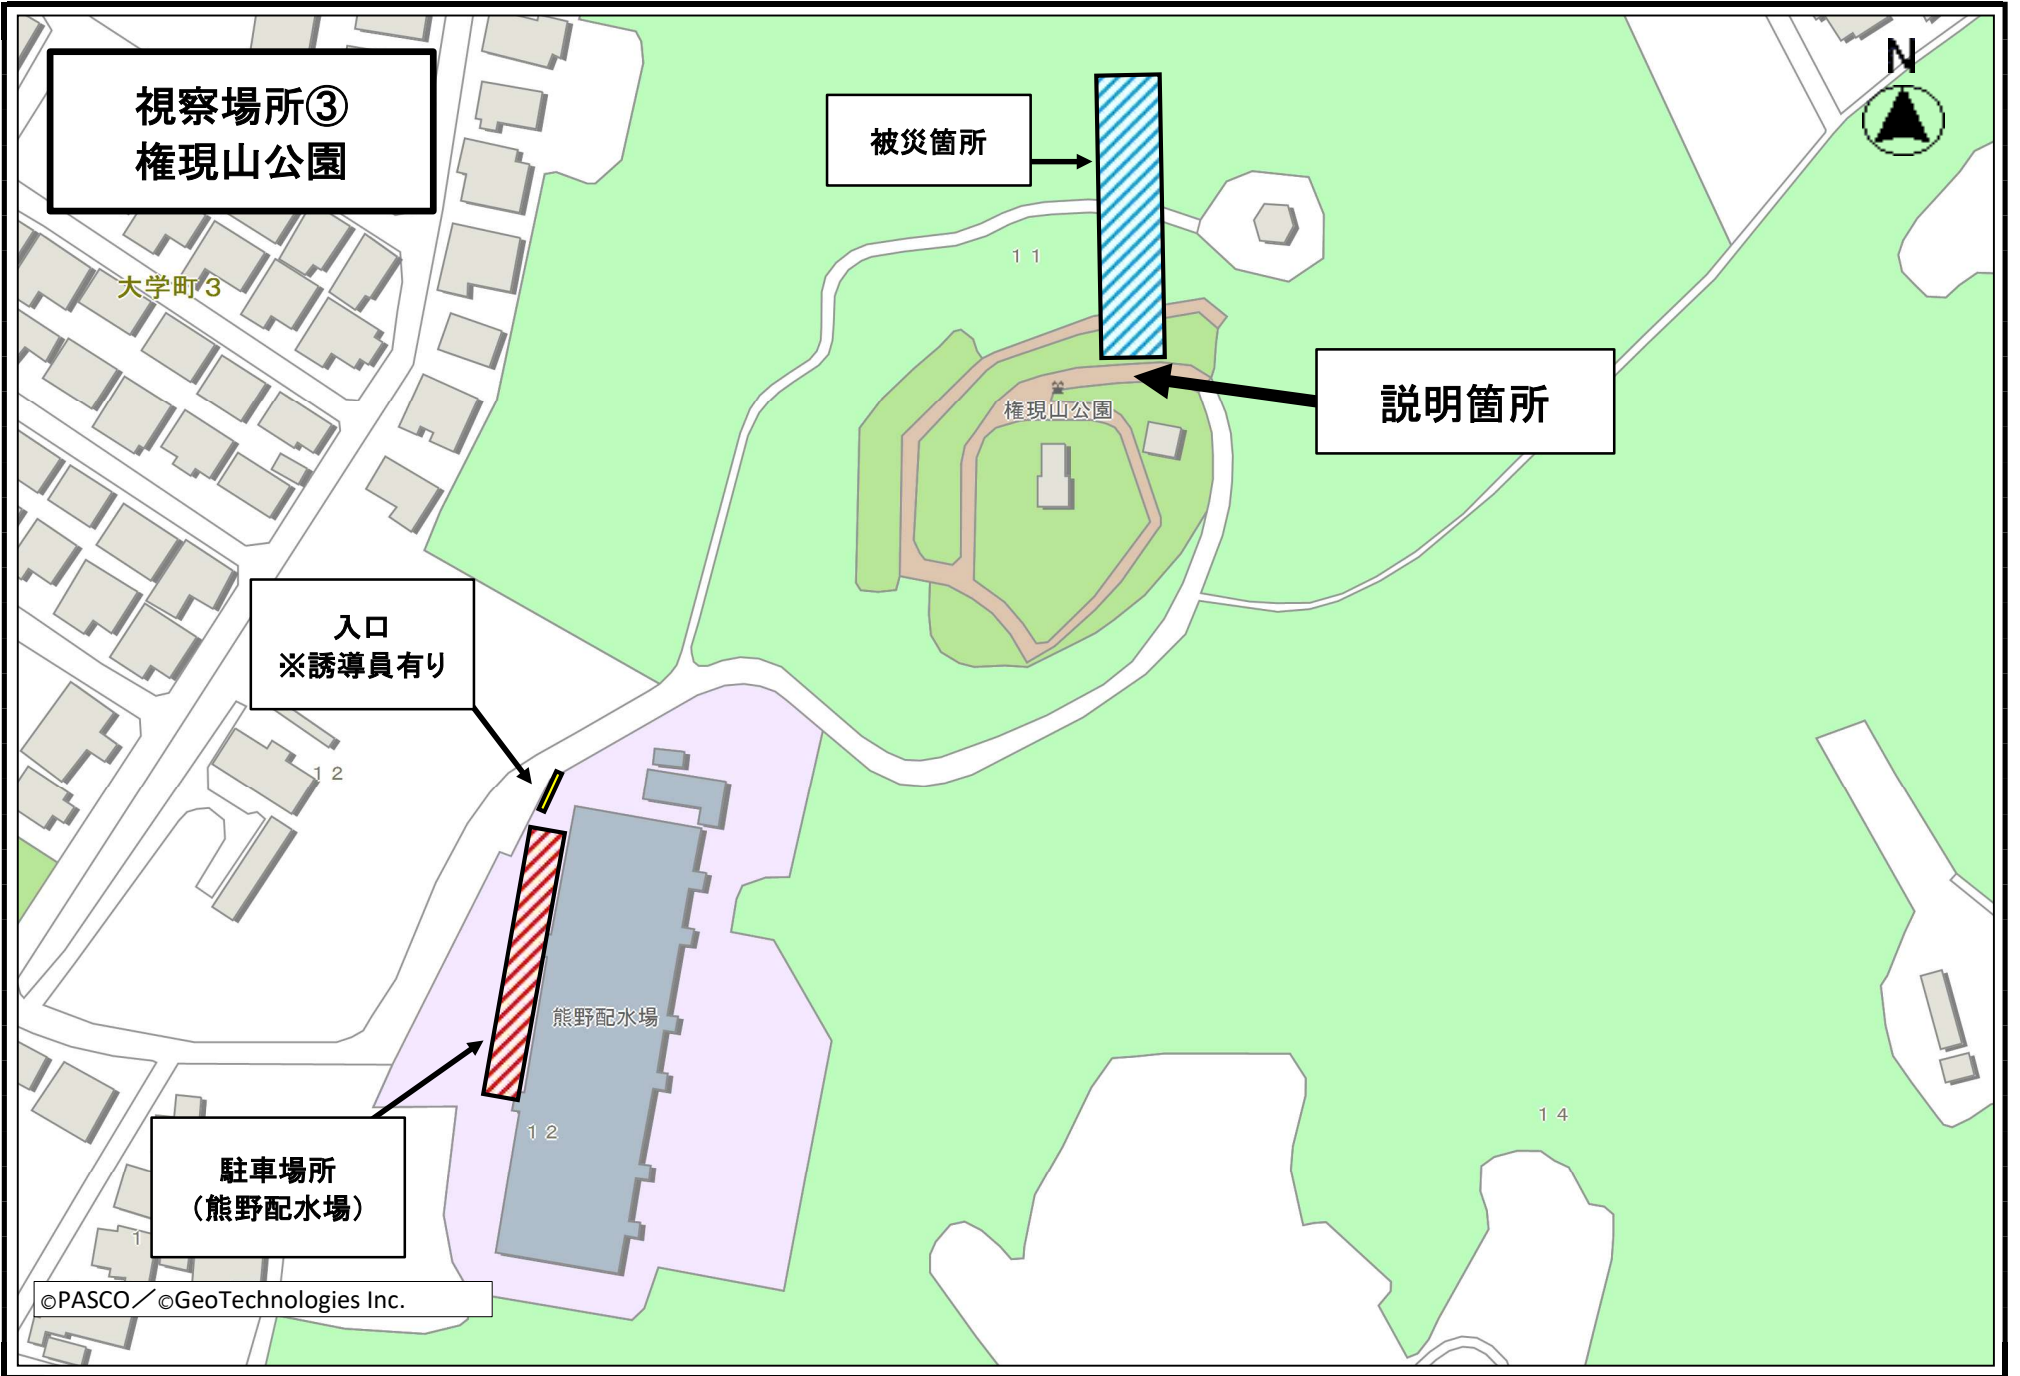 視察場所③
権現山公園
N
被災箇所
11
大学町3
説明箇所
権現山公園
入口
※誘導員有り
12
熊野配水場
12
14
駐車場所
（熊野配水場）
1
©PASCO／©GeoTechnologies Inc.